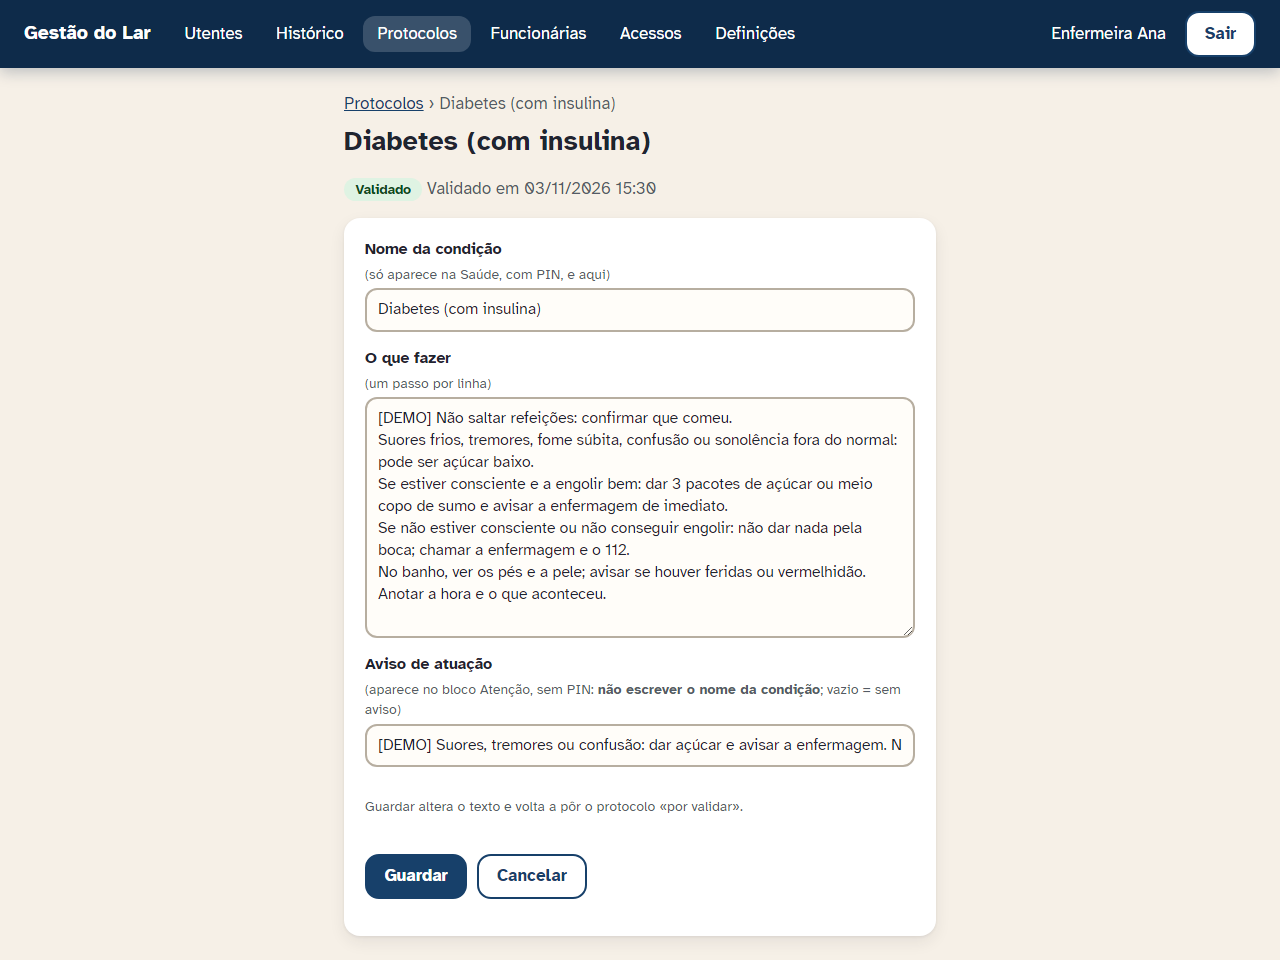 Gestão do Lar Utentes Histórico Protocolos Funcionárias Acessos Definições Enfermeira Ana Sair
Protocolos › Diabetes (com insulina)
Diabetes (com insulina)
Validado Validado em 03/11/2026 15:30
Nome da condição
(só aparece na Saúde, com PIN, e aqui)
Diabetes (com insulina)
O que fazer
(um passo por linha)
[DEMO] Não saltar refeições: confirmar que comeu.
Suores frios, tremores, fome súbita, confusão ou sonolência fora do normal:
pode ser açúcar baixo.
Se estiver consciente e a engolir bem: dar 3 pacotes de açúcar ou meio
copo de sumo e avisar a enfermagem de imediato.
Se não estiver consciente ou não conseguir engolir: não dar nada pela
boca; chamar a enfermagem e o 112.
No banho, ver os pés e a pele; avisar se houver feridas ou vermelhidão.
Anotar a hora e o que aconteceu.
Aviso de atuação
(aparece no bloco Atenção, sem PIN: não escrever o nome da condição; vazio = sem
aviso)
[DEMO] Suores, tremores ou confusão: dar açúcar e avisar a enfermagem. N
Guardar altera o texto e volta a pôr o protocolo «por validar».
Guardar Cancelar